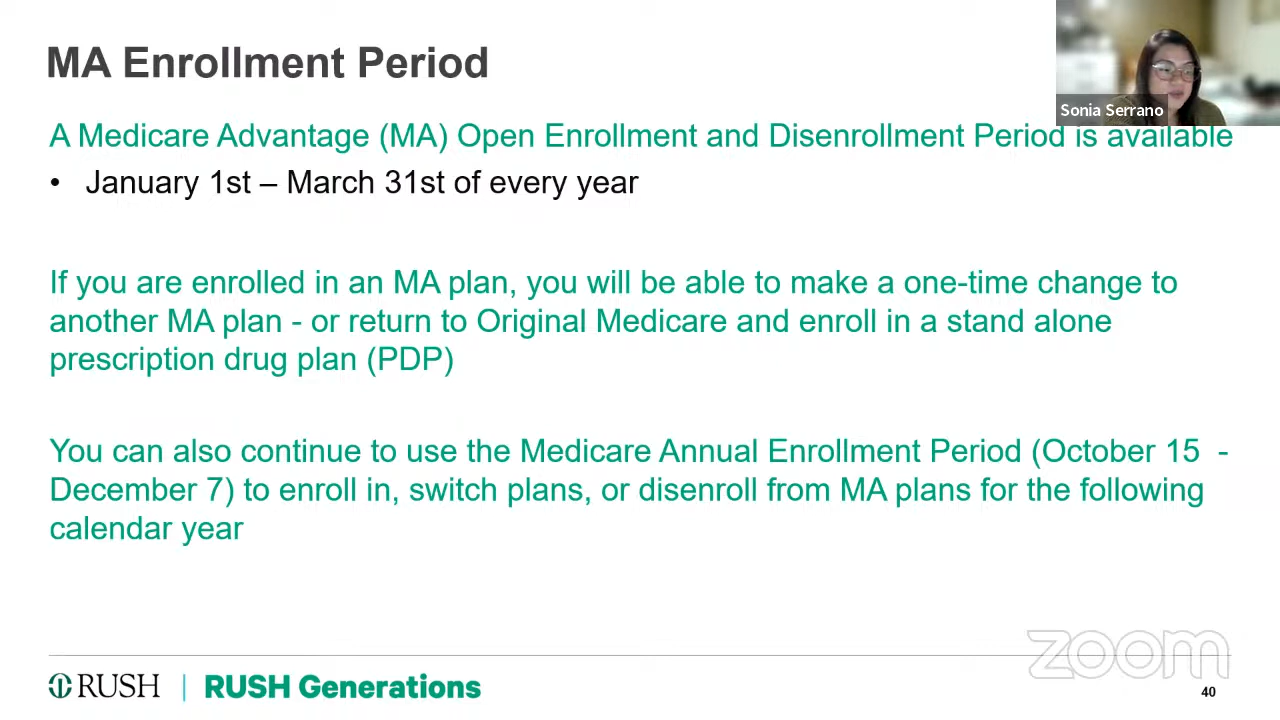 MA Enrollment Period
Sonia Serrano
A Medicare Advantage (MA) Open Enrollment and Disenrollment Period is available
• January 1st – March 31st of every year
If you are enrolled in an MA plan, you will be able to make a one-time change to
another MA plan - or return to Original Medicare and enroll in a stand alone
prescription drug plan (PDP)
You can also continue to use the Medicare Annual Enrollment Period (October 15 -
December 7) to enroll in, switch plans, or disenroll from MA plans for the following
calendar year
zoom
RUSH | RUSH Generations
40